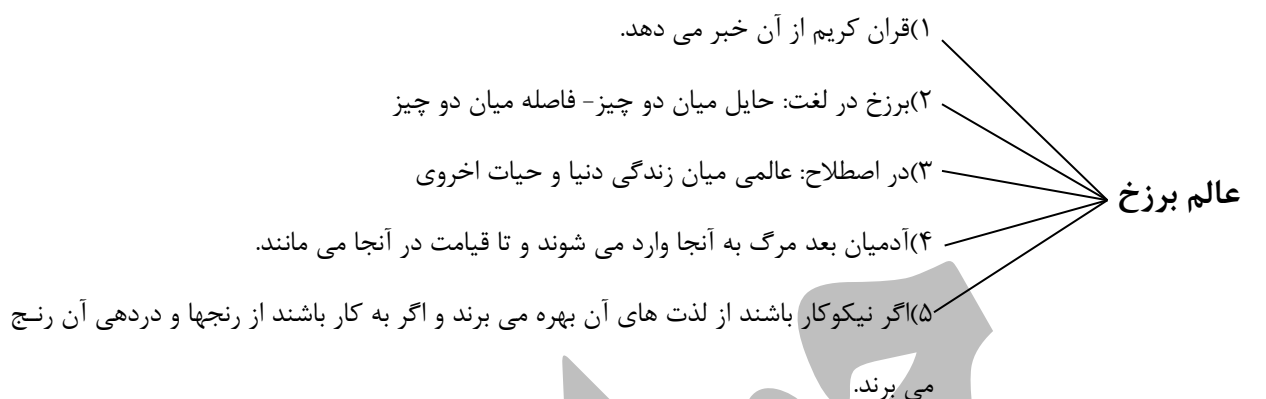 ۱)قران کریم از آن خبر می دهد.
۲)برزخ در لغت: حایل میان دو چیز- فاصله میان دو چیز
۳)در اصطلاح: عالمی میان زندگی دنیا و حیات اخروی
عالم برزخ
۴)آدمیان بعد مرگ به آنجا وارد می شوند و تا قیامت در آنجا می مانند.
۵)اگر نیکوکار باشند از لذت های آن بهره می برند و اگر به کار باشند از رنجها و دردهی آن رنـج
می برند.